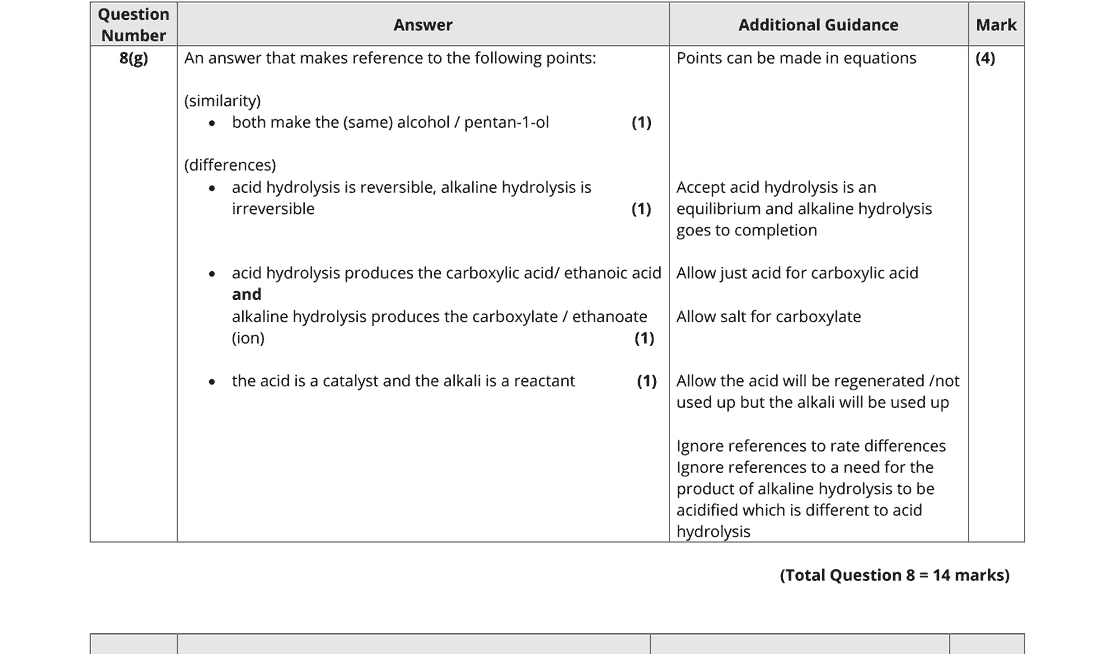 Question
Number
Answer
Additional Guidance
Mark
8(g)
An answer that makes reference to the following points:
Points can be made in equations
(4)
(similarity)
• both make the (same) alcohol / pentan-1-ol (1)
(differences)
• acid hydrolysis is reversible, alkaline hydrolysis is
irreversible (1)
Accept acid hydrolysis is an
equilibrium and alkaline hydrolysis
goes to completion
• acid hydrolysis produces the carboxylic acid/ ethanoic acid
and
alkaline hydrolysis produces the carboxylate / ethanoate
(ion) (1)
Allow just acid for carboxylic acid
Allow salt for carboxylate
• the acid is a catalyst and the alkali is a reactant (1)
Allow the acid will be regenerated /not
used up but the alkali will be used up
Ignore references to rate differences
Ignore references to a need for the
product of alkaline hydrolysis to be
acidified which is different to acid
hydrolysis
(Total Question 8 = 14 marks)